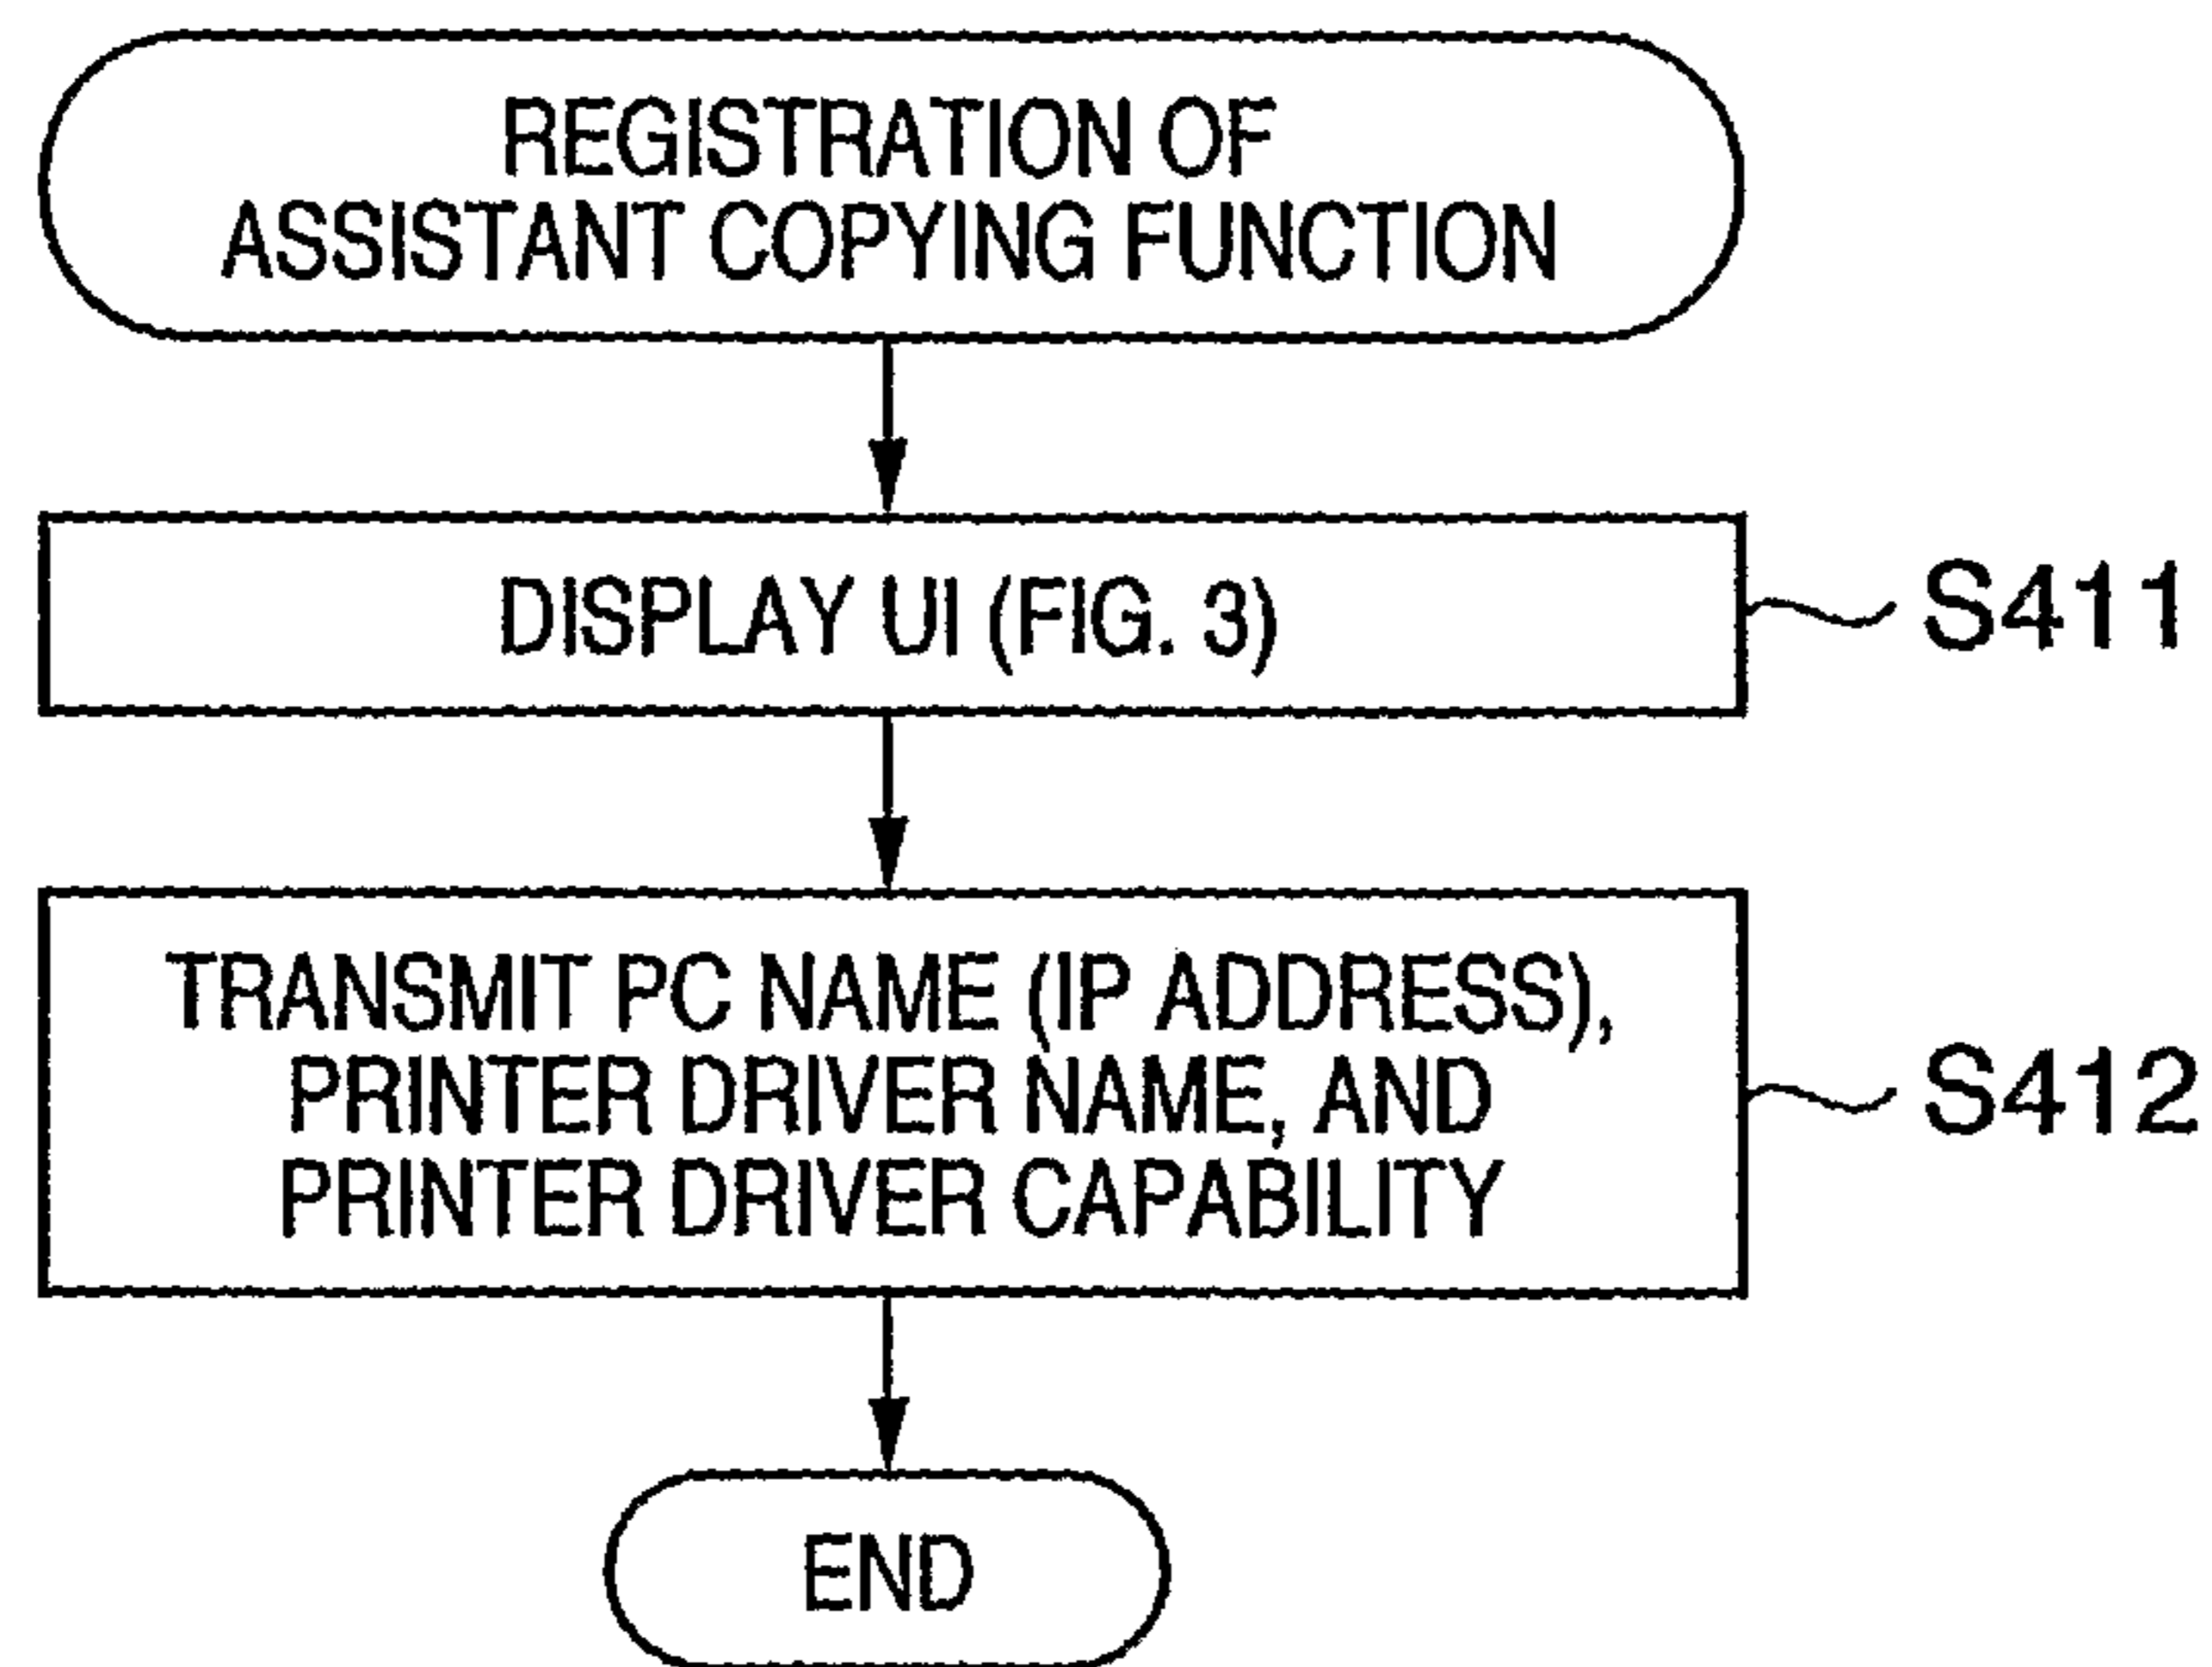 REGISTRATION OF
ASSISTANT COPYING FUNCTION
DISPLAY UI (FIG. 3)
S411
TRANSMIT PC NAME (IP ADDRESS),
PRINTER DRIVER NAME, AND
PRINTER DRIVER CAPABILITY
S412
END